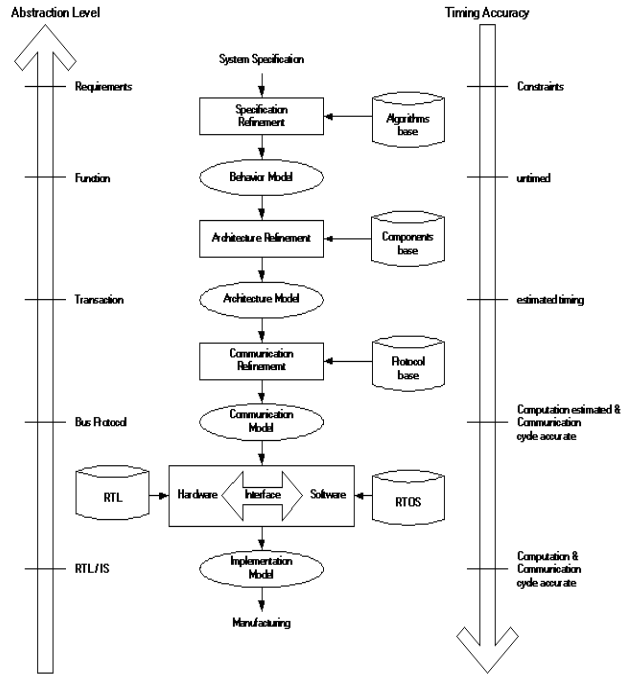 Abstraction Level
Timing Accuracy
System Specification
Requirements
Constraints
Specification
Refinement
Algorithms
base
Function
Behavior Model
untimed
Architecture Refinement
Components
base
Transaction
Architecture Model
estimated timing
Communication
Refinement
Protocol
base
Bus Protocol
Communication
Model
Computation estimated &
Communication
cycle accurate
RTL
Hardware
Interface
Software
RTOS
RTL/IS
Implementation
Model
Computation &
Communication
cycle accurate
Manufacturing